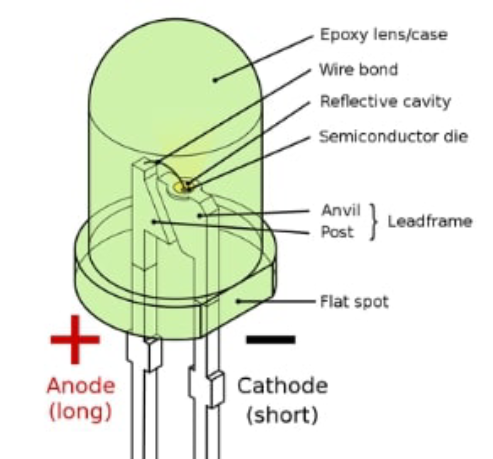 Epoxy lens/case
Wire bond
Reflective cavity
Semiconductor die
Anvil
Post
Leadframe
Flat spot
+ −
Anode
(long)
Cathode
(short)